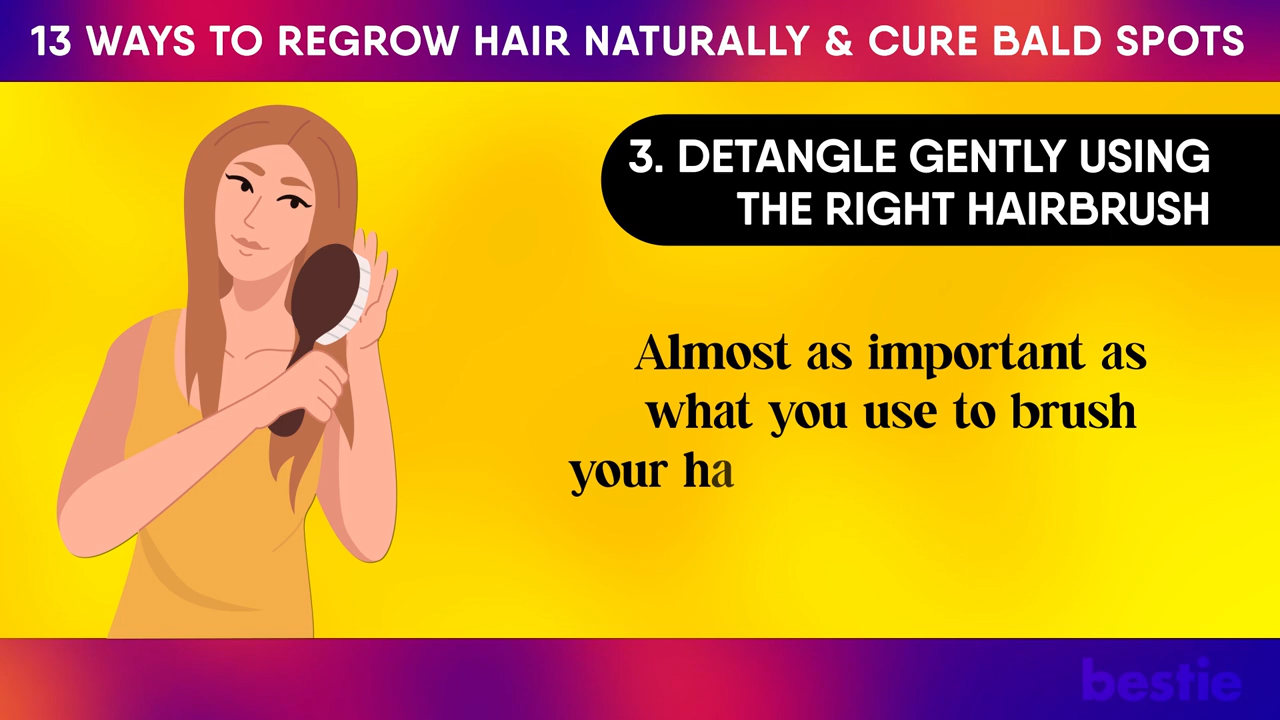 13 WAYS TO REGROW HAIR NATURALLY & CURE BALD SPOTS
3. DETANGLE GENTLY USING
THE RIGHT HAIRBRUSH
Almost as important as
what you use to brush
your ha
bestie